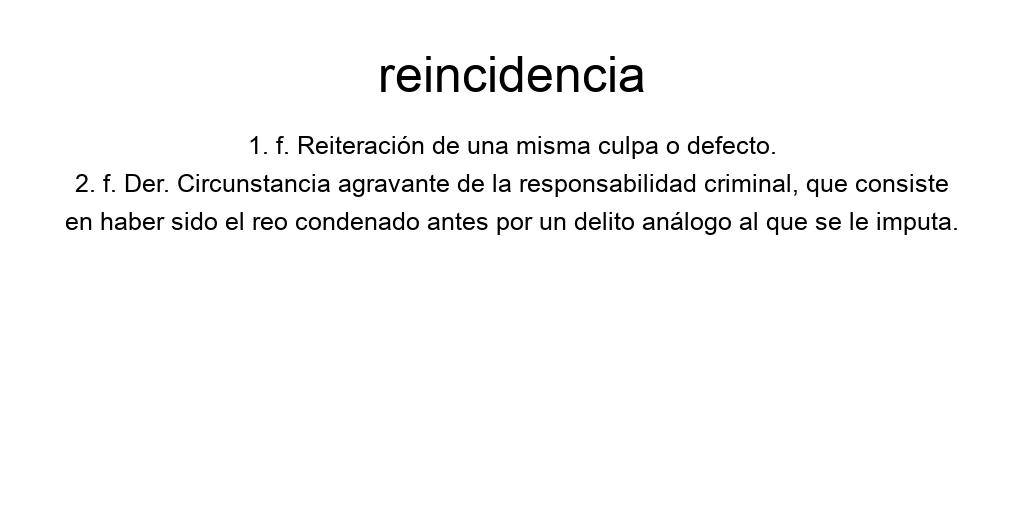 reincidencia
1. f. Reiteración de una misma culpa o defecto.
2. f. Der. Circunstancia agravante de la responsabilidad criminal, que consiste
en haber sido el reo condenado antes por un delito análogo al que se le imputa.